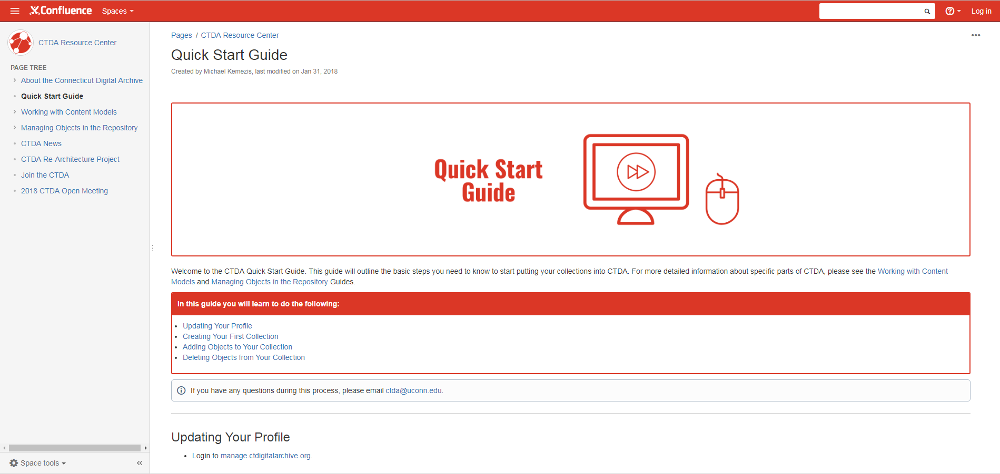 Confluence Spaces Log in
CTDA Resource Center
PAGE TREE
About the Connecticut Digital Archive
Quick Start Guide
Working with Content Models
Managing Objects in the Repository
CTDA News
CTDA Re-Architecture Project
Join the CTDA
2018 CTDA Open Meeting
Space tools
Pages / CTDA Resource Center
Quick Start Guide
Created by Michael Kemezis, last modified on Jan 31, 2018
Quick Start
Guide
Welcome to the CTDA Quick Start Guide. This guide will outline the basic steps you need to know to start putting your collections into CTDA. For more detailed information about specific parts of CTDA, please see the Working with Content
Models and Managing Objects in the Repository Guides.
In this guide you will learn to do the following:
• Updating Your Profile
• Creating Your First Collection
• Adding Objects to Your Collection
• Deleting Objects from Your Collection
If you have any questions during this process, please email ctda@uconn.edu.
Updating Your Profile
• Login to manage.ctdigitalarchive.org.